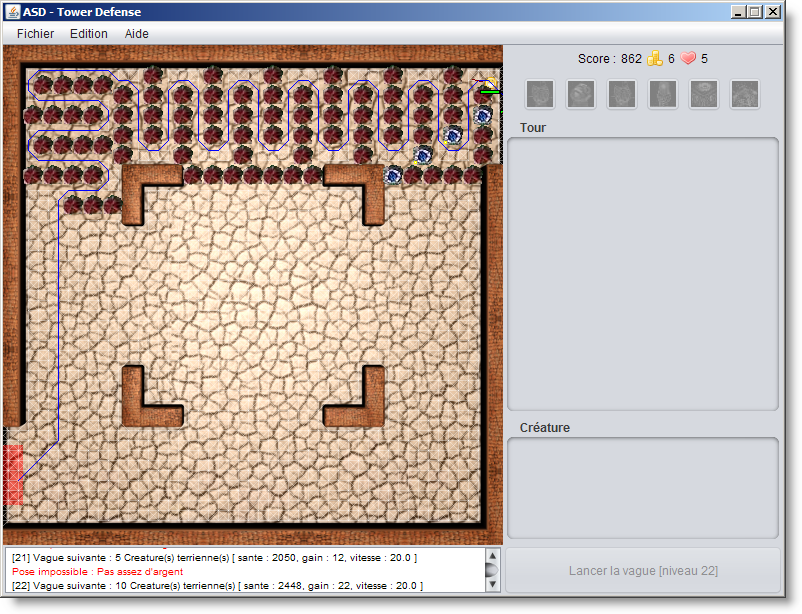 ASD - Tower Defense
Fichier Edition Aide
Score : 862 6 5
Tour
Créature
[21] Vague suivante : 5 Creature(s) terrienne(s) [ sante : 2050, gain : 12, vitesse : 20.0 ]
Pose impossible : Pas assez d'argent
[22] Vague suivante : 10 Creature(s) terrienne(s) [ sante : 2448, gain : 22, vitesse : 20.0 ]
Lancer la vague [niveau 22]